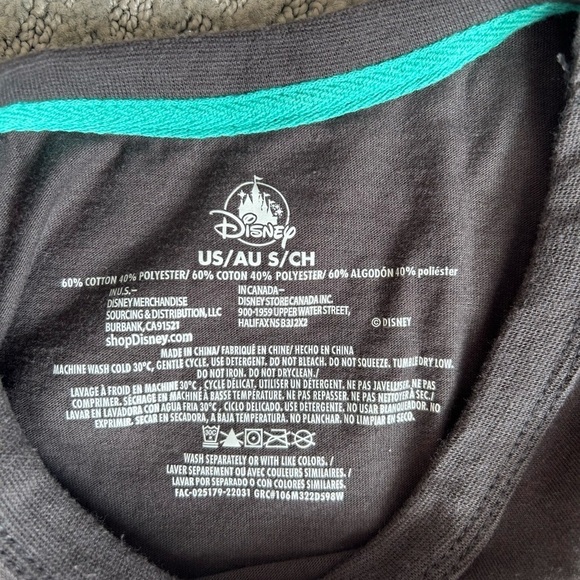 Disney
US/AU S/CH
60% COTTON 40% POLYESTER/ 60% COTON 40% POLYESTER/ 60% ALGODÓN 40% poliéster
IN U.S.–
DISNEY MERCHANDISE
SOURCING & DISTRIBUTION, LLC
BURBANK, CA 91521
shopDisney.com
IN CANADA–
DISNEY STORE CANADA INC.
900-1959 UPPER WATER STREET,
HALIFAX NS B3J 2X2
© DISNEY
MADE IN CHINA/ FABRIQUÉ EN CHINE/ HECHO EN CHINA
MACHINE WASH COLD 30°C, GENTLE CYCLE. USE DETERGENT. DO NOT BLEACH. DO NOT SQUEEZE. TUMBLE DRY LOW.
DO NOT IRON. DO NOT DRYCLEAN./
LAVAGE À FROID EN MACHINE 30°C , CYCLE DÉLICAT, UTILISER UN DÉTERGENT. NE PAS JAVELLISER. NE PAS
COMPRIMER. SÉCHAGE EN MACHINE À BASSE TEMPÉRATURE. NE PAS REPASSER. NE PAS NETTOYER À SEC./
LAVAR EN LAVADORA CON AGUA FRIA 30°C , CICLO DELICADO. USE DETERGENTE. NO USAR BLANQUEADOR. NO
EXPRIMIR. SECAR EN SECADORA, A BAJA TEMPERATURA. NO PLANCHAR. NO LIMPIAR EN SECO.
WASH SEPARATELY OR WITH LIKE COLORS. /
LAVER SEPAREMENT OU AVEC COULEURS SIMILAIRES. /
LAVAR POR SEPARADO O CON COLORES SIMILARES.
FAC-025179-22031 GRC#106M322D598W